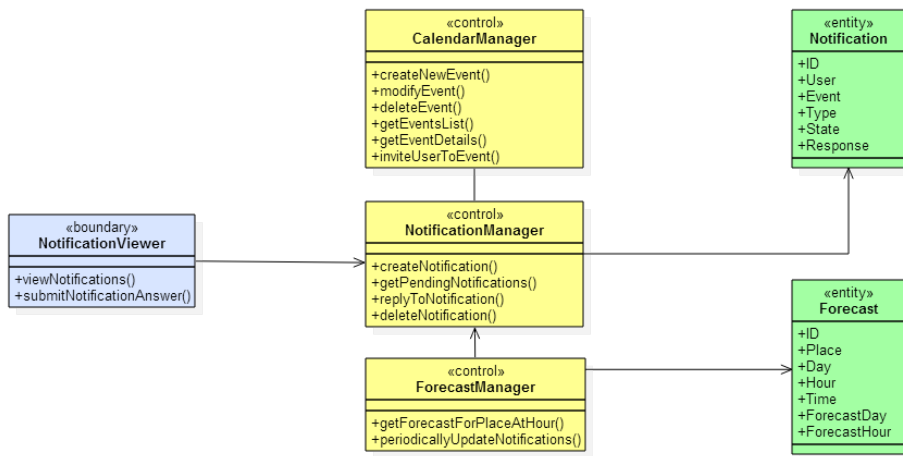 «control»
CalendarManager
+createNewEvent()
+modifyEvent()
+deleteEvent()
+getEventsList()
+getEventDetails()
+inviteUserToEvent()
«entity»
Notification
+ID
+User
+Event
+Type
+State
+Response
«boundary»
NotificationViewer
+viewNotifications()
+submitNotificationAnswer()
«control»
NotificationManager
+createNotification()
+getPendingNotifications()
+replyToNotification()
+deleteNotification()
«control»
ForecastManager
+getForecastForPlaceAtHour()
+periodicallyUpdateNotifications()
«entity»
Forecast
+ID
+Place
+Day
+Hour
+Time
+ForecastDay
+ForecastHour